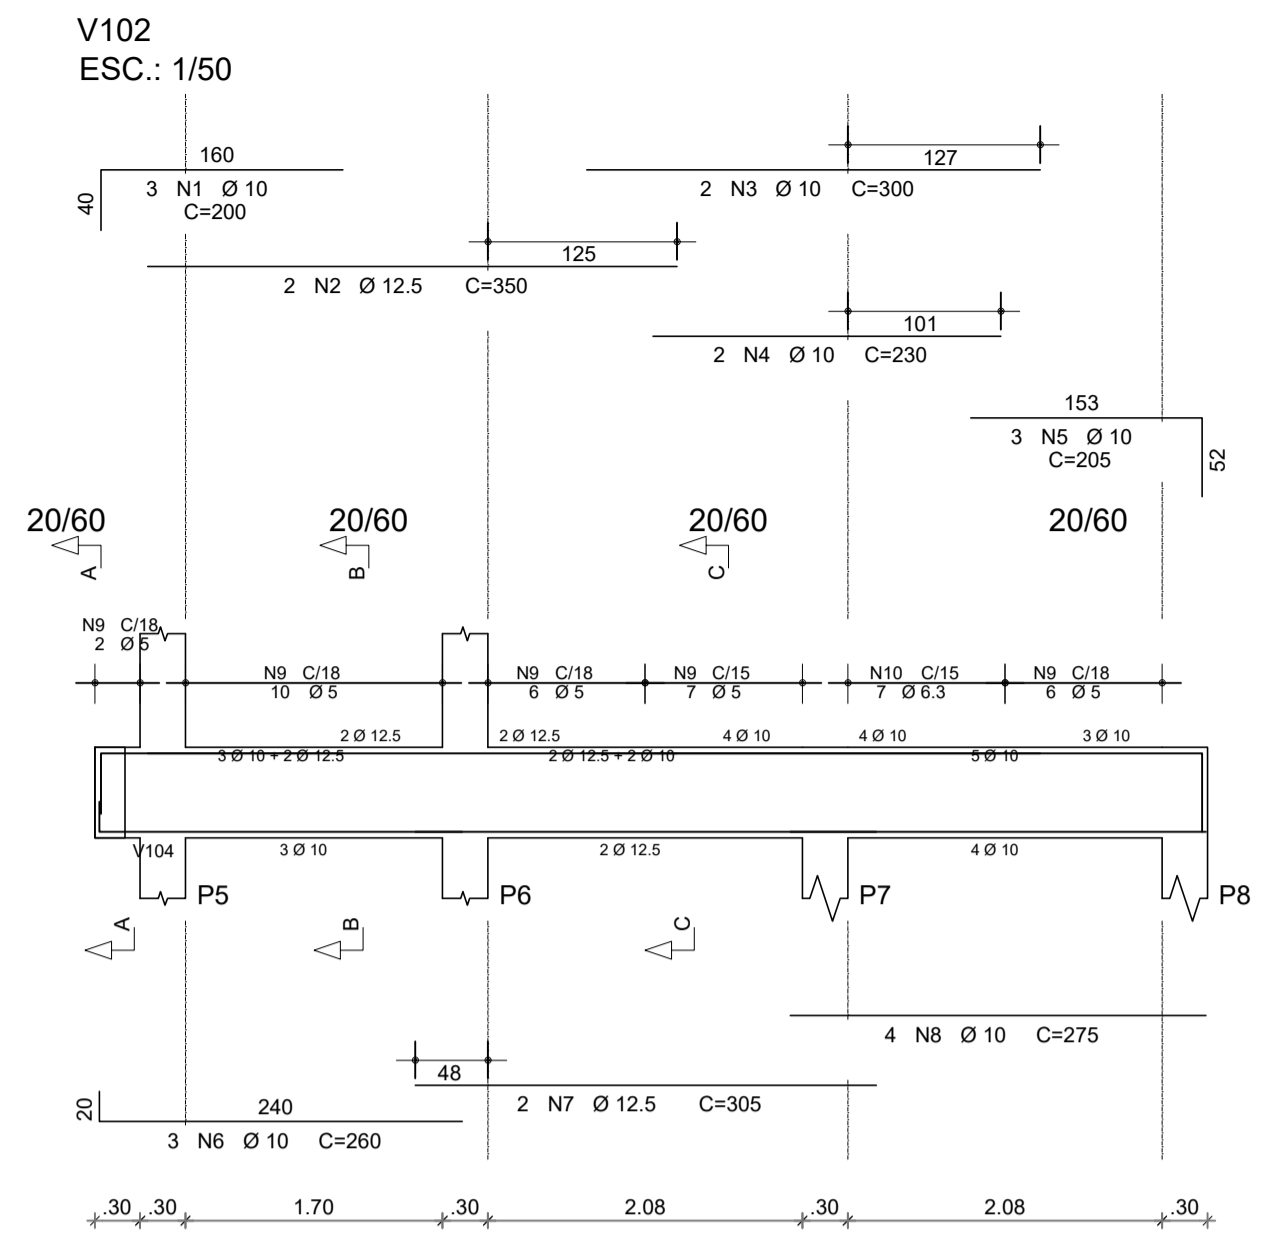 V102
ESC.: 1/50
160
40
3 N1 Ø 10
C=200
127
2 N3 Ø 10 C=300
125
2 N2 Ø 12.5 C=350
101
2 N4 Ø 10 C=230
153
3 N5 Ø 10
C=205
52
20/60 20/60 20/60 20/60
A B C
N9 C/18
2 Ø 5
N9 C/18
10 Ø 5
N9 C/18
6 Ø 5
N9 C/15
7 Ø 5
N10 C/15
7 Ø 6.3
N9 C/18
6 Ø 5
2 Ø 12.5 2 Ø 12.5 4 Ø 10 4 Ø 10 3 Ø 10
3 Ø 10 + 2 Ø 12.5 2 Ø 12.5 + 2 Ø 10 5 Ø 10
V104 3 Ø 10 2 Ø 12.5 4 Ø 10
P5 P6 P7 P8
A B C
4 N8 Ø 10 C=275
48
2 N7 Ø 12.5 C=305
20
240
3 N6 Ø 10 C=260
.30 .30 1.70 .30 2.08 .30 2.08 .30